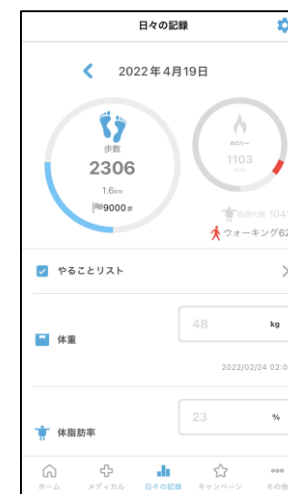 日々の記録
2022年4月19日
歩数
2306
1.6km
9000歩
カロリー
1103
kcal
基礎代謝 1041
ウォーキング62
やることリスト
48 kg
体重
2022/02/24 02:0
23 %
体脂肪率
ホーム メディカル 日々の記録 キャンペーン その他